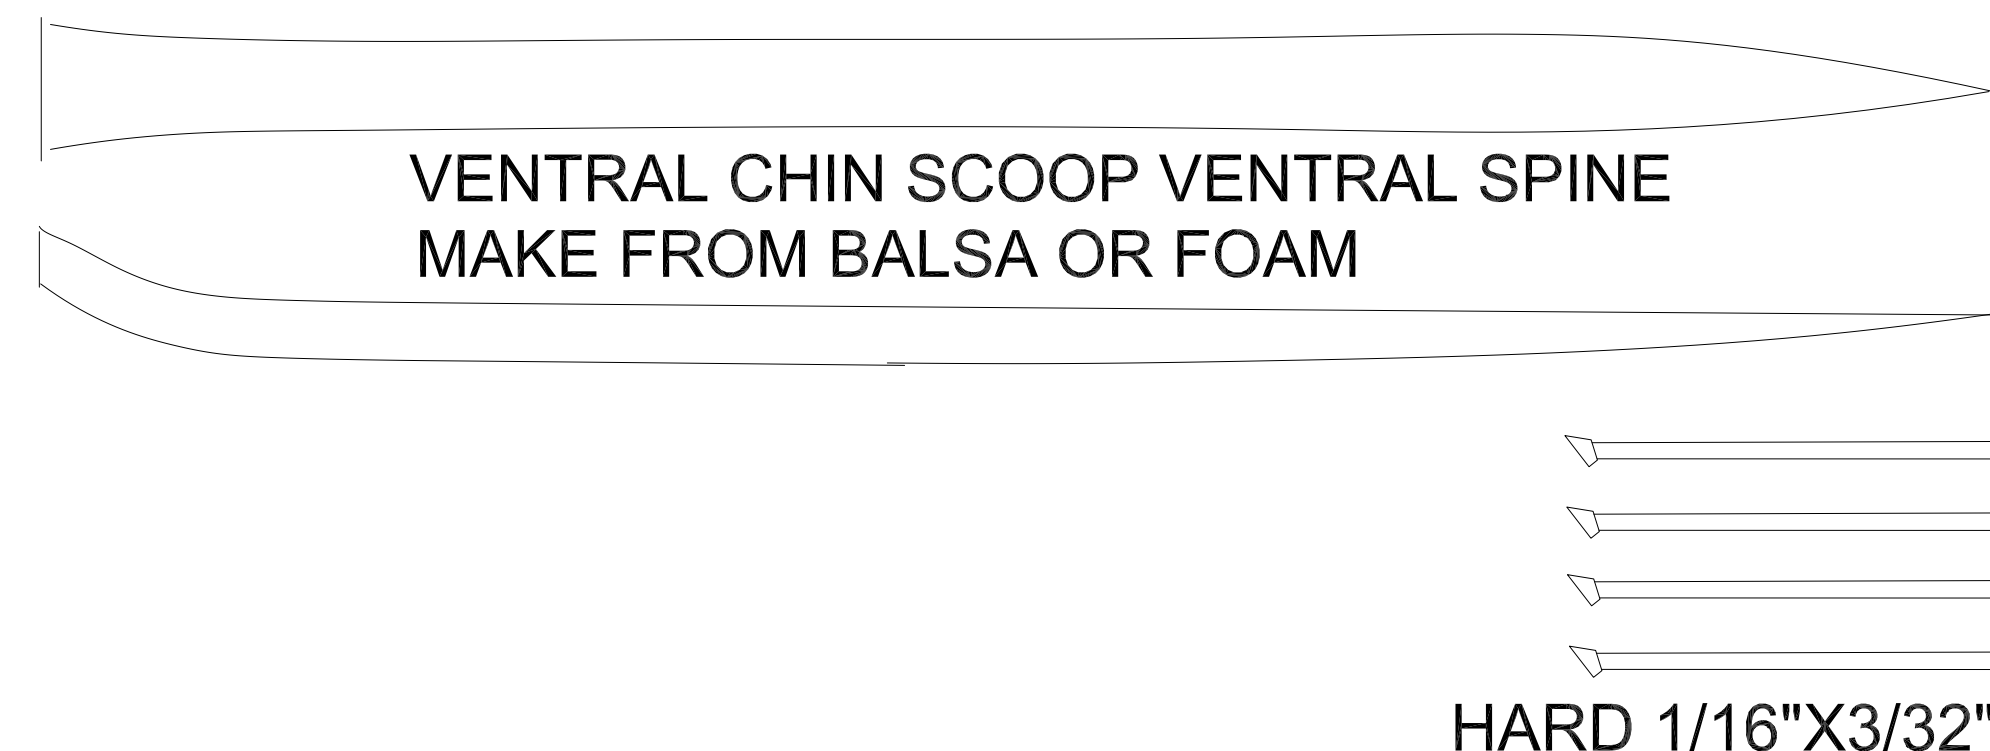 VENTRAL CHIN SCOOP VENTRAL SPINE
MAKE FROM BALSA OR FOAM
HARD 1/16"X3/32"